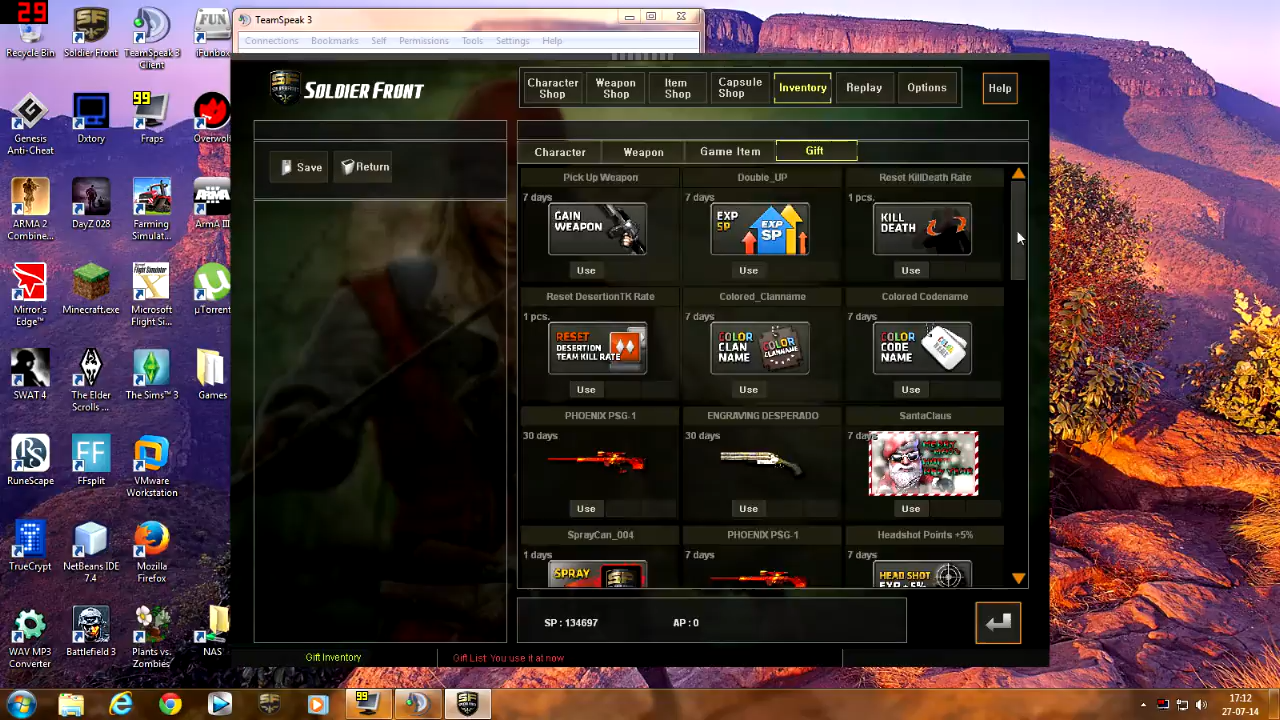 29
TeamSpeak 3
Connections Bookmarks Self Permissions Tools Settings Help
Recycle Bin
Soldier Front
TeamSpeak 3 Client
iFunbox
Genesis Anti-Cheat
Dxtory
99
Fraps
Overwol
ARMA 2 Combine...
DayZ 028
Farming Simulat...
ArmA III
Mirror's Edge™
Minecraft.exe
Microsoft Flight Si...
µTorrent
SWAT 4
The Elder Scrolls ...
The Sims™ 3
Games
RuneScape
FFsplit
VMware Workstation
TrueCrypt
NetBeans IDE 7.4
Mozilla Firefox
WAV MP3 Converter
Battlefield 3
Plants vs. Zombies
NAS
SOLDIER FRONT
Character Shop
Weapon Shop
Item Shop
Capsule Shop
Inventory
Replay
Options
Help
Save
Return
Character
Weapon
Game Item
Gift
Pick Up Weapon
7 days
GAIN WEAPON
Use
Double_UP
7 days
EXP SP
EXP SP
Use
Reset KillDeath Rate
1 pcs.
KILL DEATH
Use
Reset DesertionTK Rate
1 pcs.
RESET DESERTION TEAM KILL RATE
Use
Colored_Clanname
7 days
COLOR CLAN NAME
COLOR CLANNAME
Use
Colored Codename
7 days
COLOR CODE NAME
Use
PHOENIX PSG-1
30 days
Use
ENGRAVING DESPERADO
30 days
Use
SantaClaus
7 days
Use
SprayCan_004
1 days
SPRAY
PHOENIX PSG-1
7 days
Headshot Points +5%
7 days
HEAD SHOT
EXP +5%
SP : 134697
AP : 0
Gift Inventory
Gift List: You use it at now
99
17:12
27-07-14